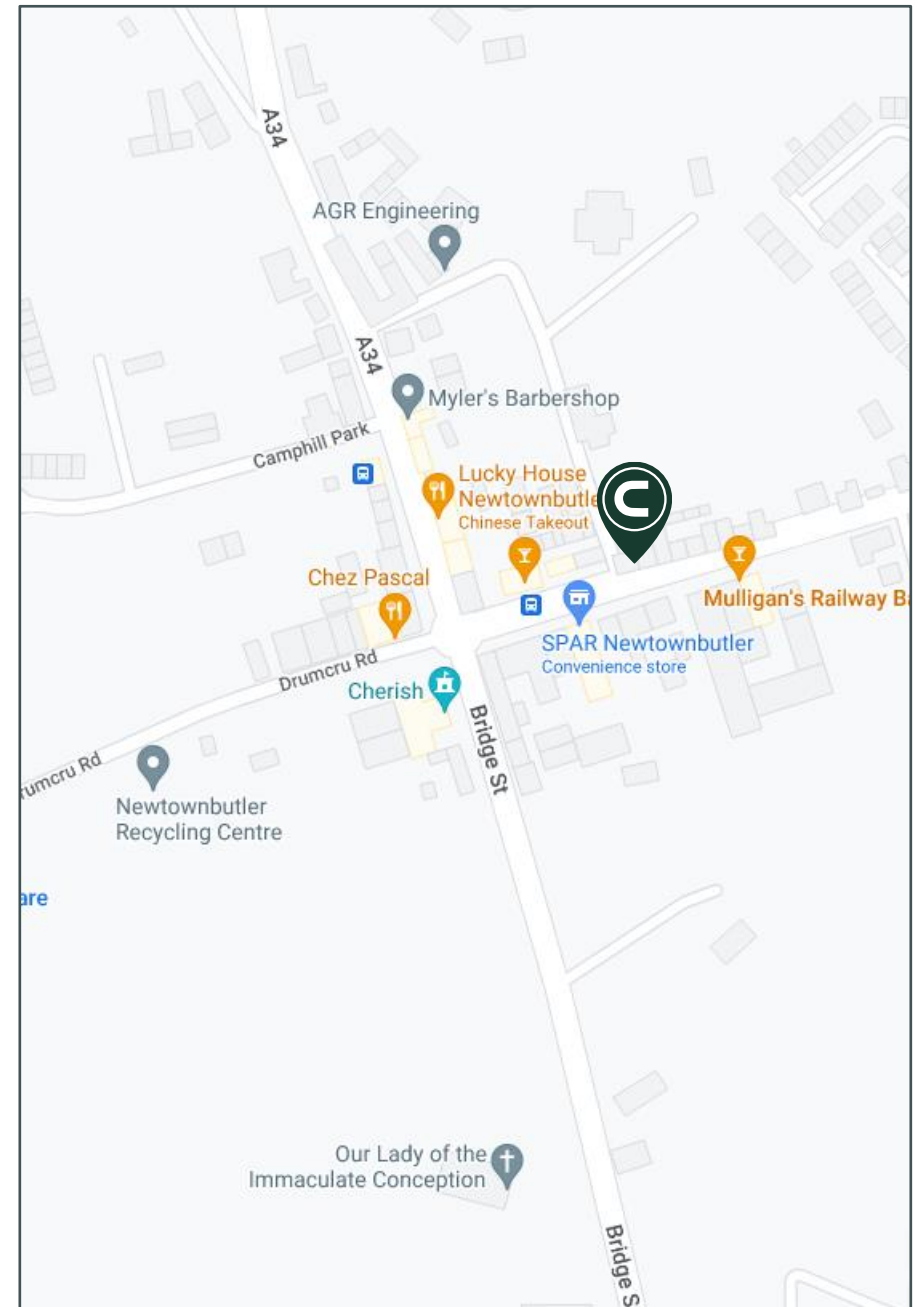 A34
AGR Engineering
A34
Myler's Barbershop
Camphill Park
Lucky House
Newtownbutle
Chinese Takeout
C
Chez Pascal
Mulligan's Railway Ba
SPAR Newtownbutler
Convenience store
Drumcru Rd
Cherish
Bridge St
rumcru Rd
Newtownbutler
Recycling Centre
are
Our Lady of the
Immaculate Conception
Bridge S